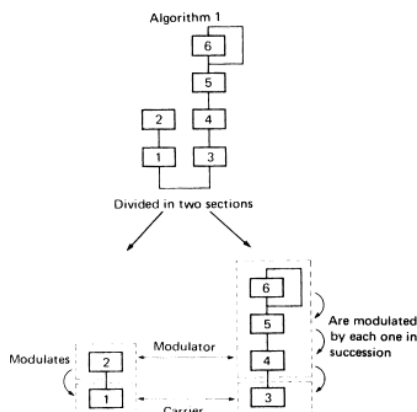 Algorithm 1
6
5
2
4
1
3
Divided in two sections
6
5
Are modulated
by each one in
succession
Modulates
2
Modulator
4
1
Carrier
3